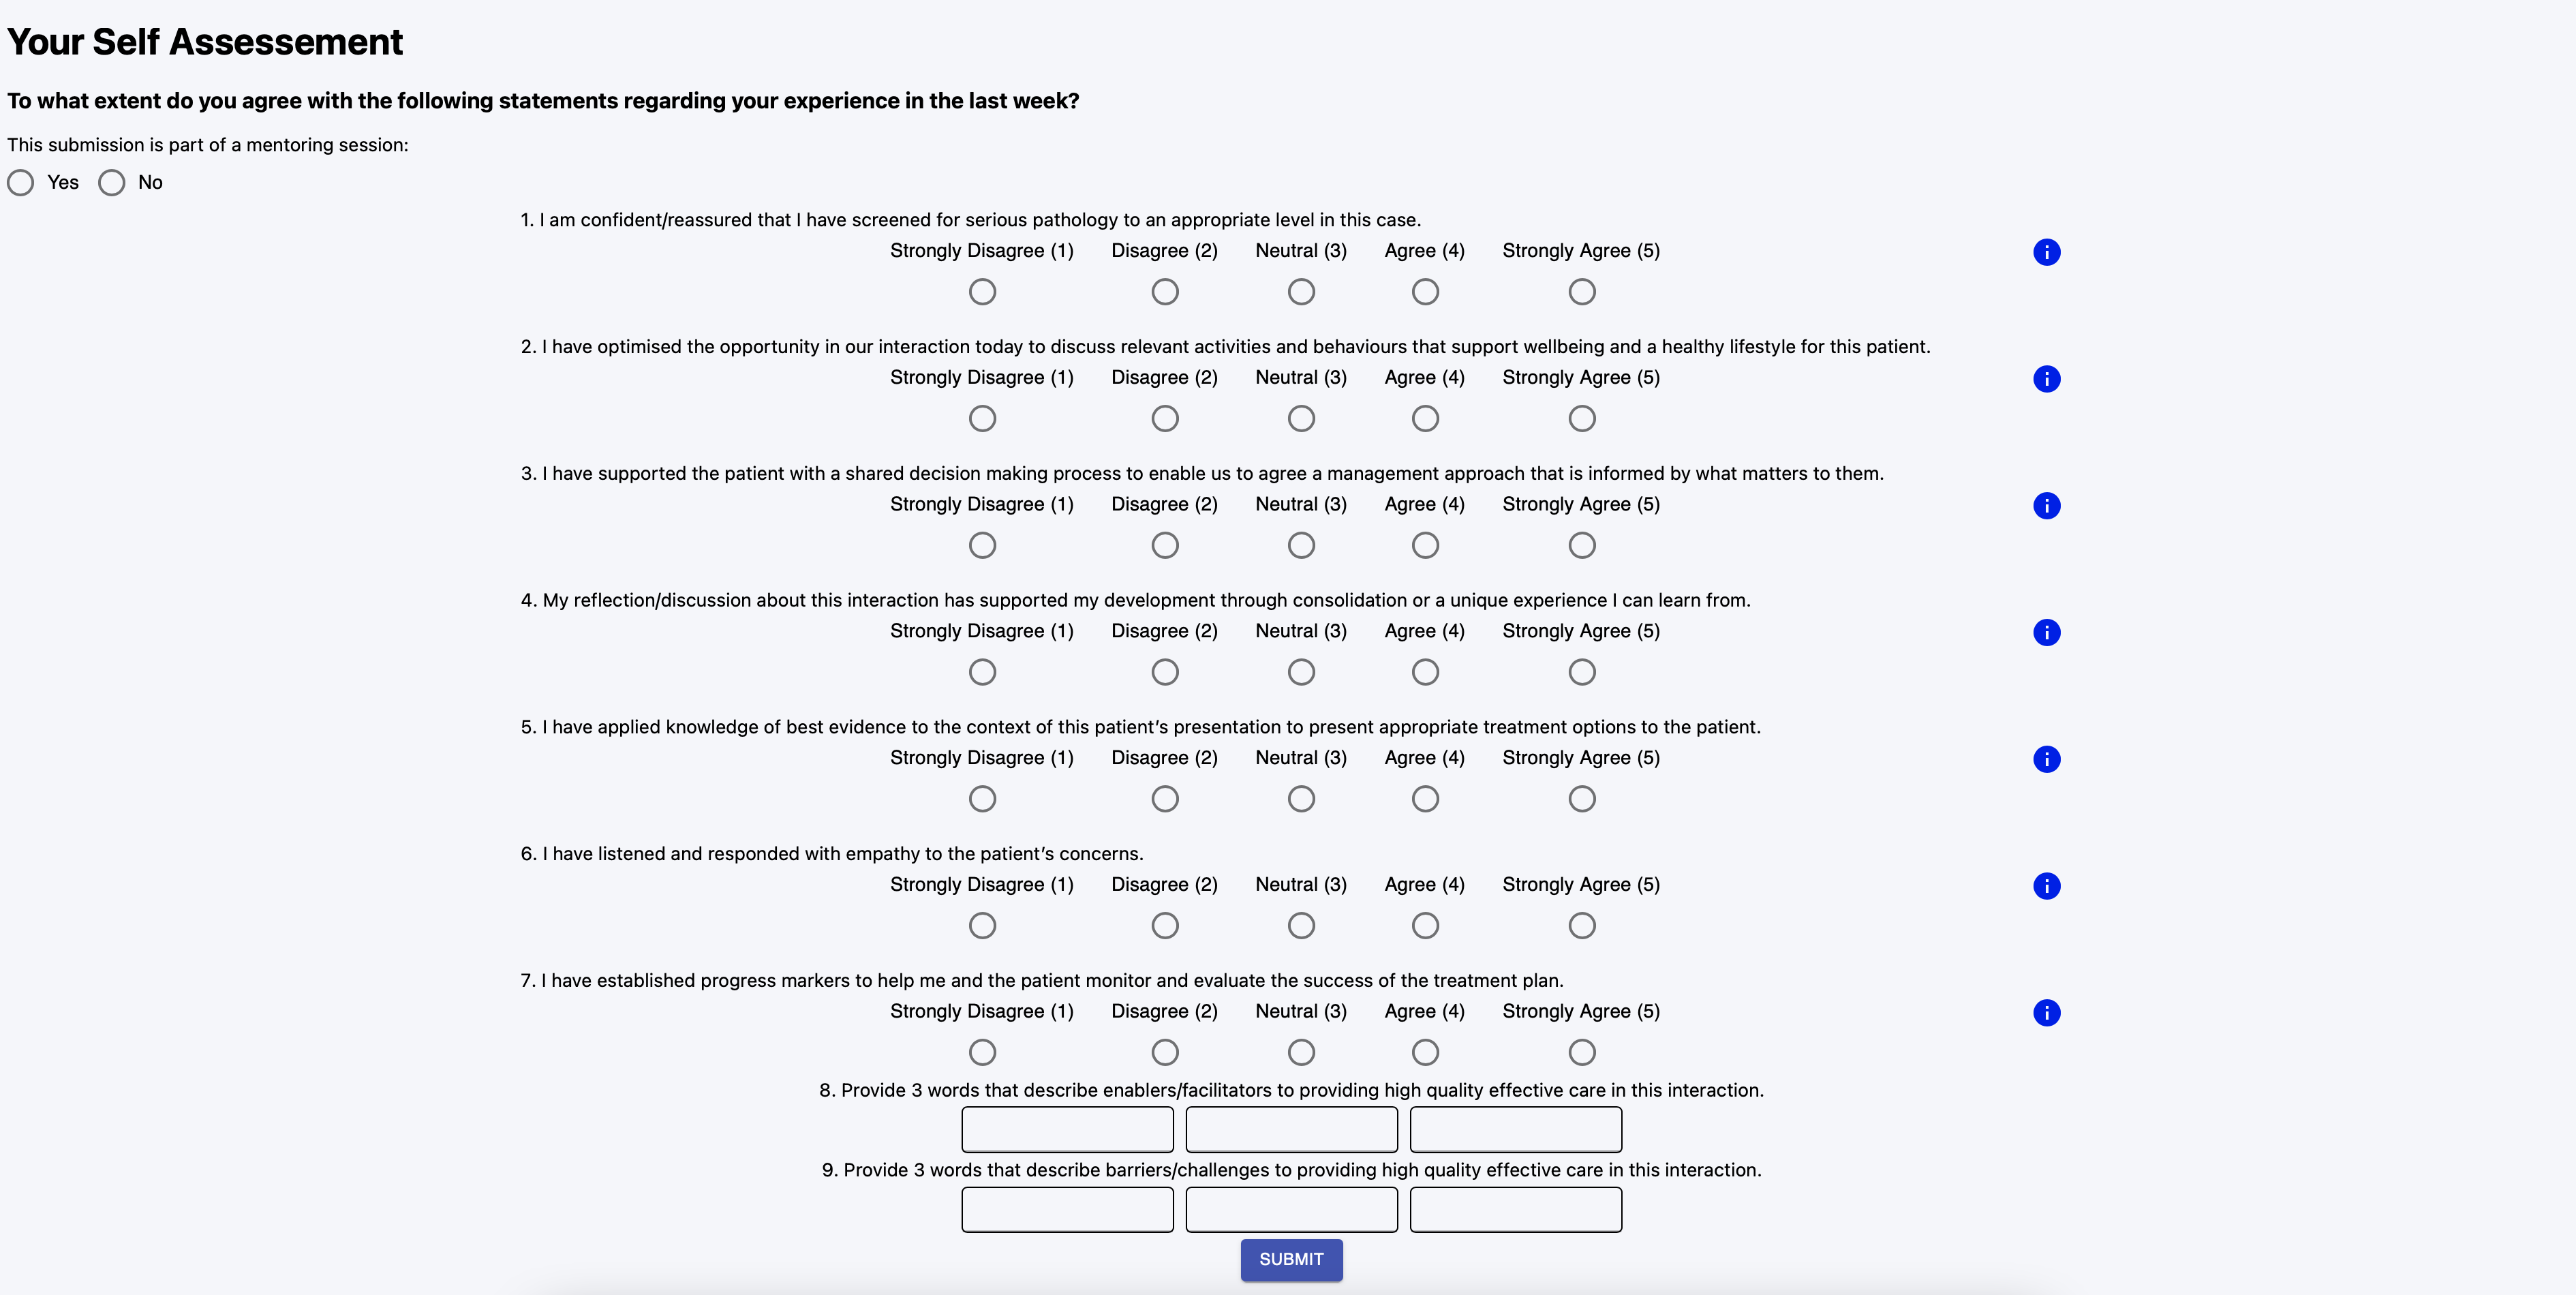 Your Self Assessement
To what extent do you agree with the following statements regarding your experience in the last week?
This submission is part of a mentoring session:
Yes No
1. I am confident/reassured that I have screened for serious pathology to an appropriate level in this case.
Strongly Disagree (1) Disagree (2) Neutral (3) Agree (4) Strongly Agree (5)
i
2. I have optimised the opportunity in our interaction today to discuss relevant activities and behaviours that support wellbeing and a healthy lifestyle for this patient.
Strongly Disagree (1) Disagree (2) Neutral (3) Agree (4) Strongly Agree (5)
i
3. I have supported the patient with a shared decision making process to enable us to agree a management approach that is informed by what matters to them.
Strongly Disagree (1) Disagree (2) Neutral (3) Agree (4) Strongly Agree (5)
i
4. My reflection/discussion about this interaction has supported my development through consolidation or a unique experience I can learn from.
Strongly Disagree (1) Disagree (2) Neutral (3) Agree (4) Strongly Agree (5)
i
5. I have applied knowledge of best evidence to the context of this patient’s presentation to present appropriate treatment options to the patient.
Strongly Disagree (1) Disagree (2) Neutral (3) Agree (4) Strongly Agree (5)
i
6. I have listened and responded with empathy to the patient’s concerns.
Strongly Disagree (1) Disagree (2) Neutral (3) Agree (4) Strongly Agree (5)
i
7. I have established progress markers to help me and the patient monitor and evaluate the success of the treatment plan.
Strongly Disagree (1) Disagree (2) Neutral (3) Agree (4) Strongly Agree (5)
i
8. Provide 3 words that describe enablers/facilitators to providing high quality effective care in this interaction.
9. Provide 3 words that describe barriers/challenges to providing high quality effective care in this interaction.
SUBMIT